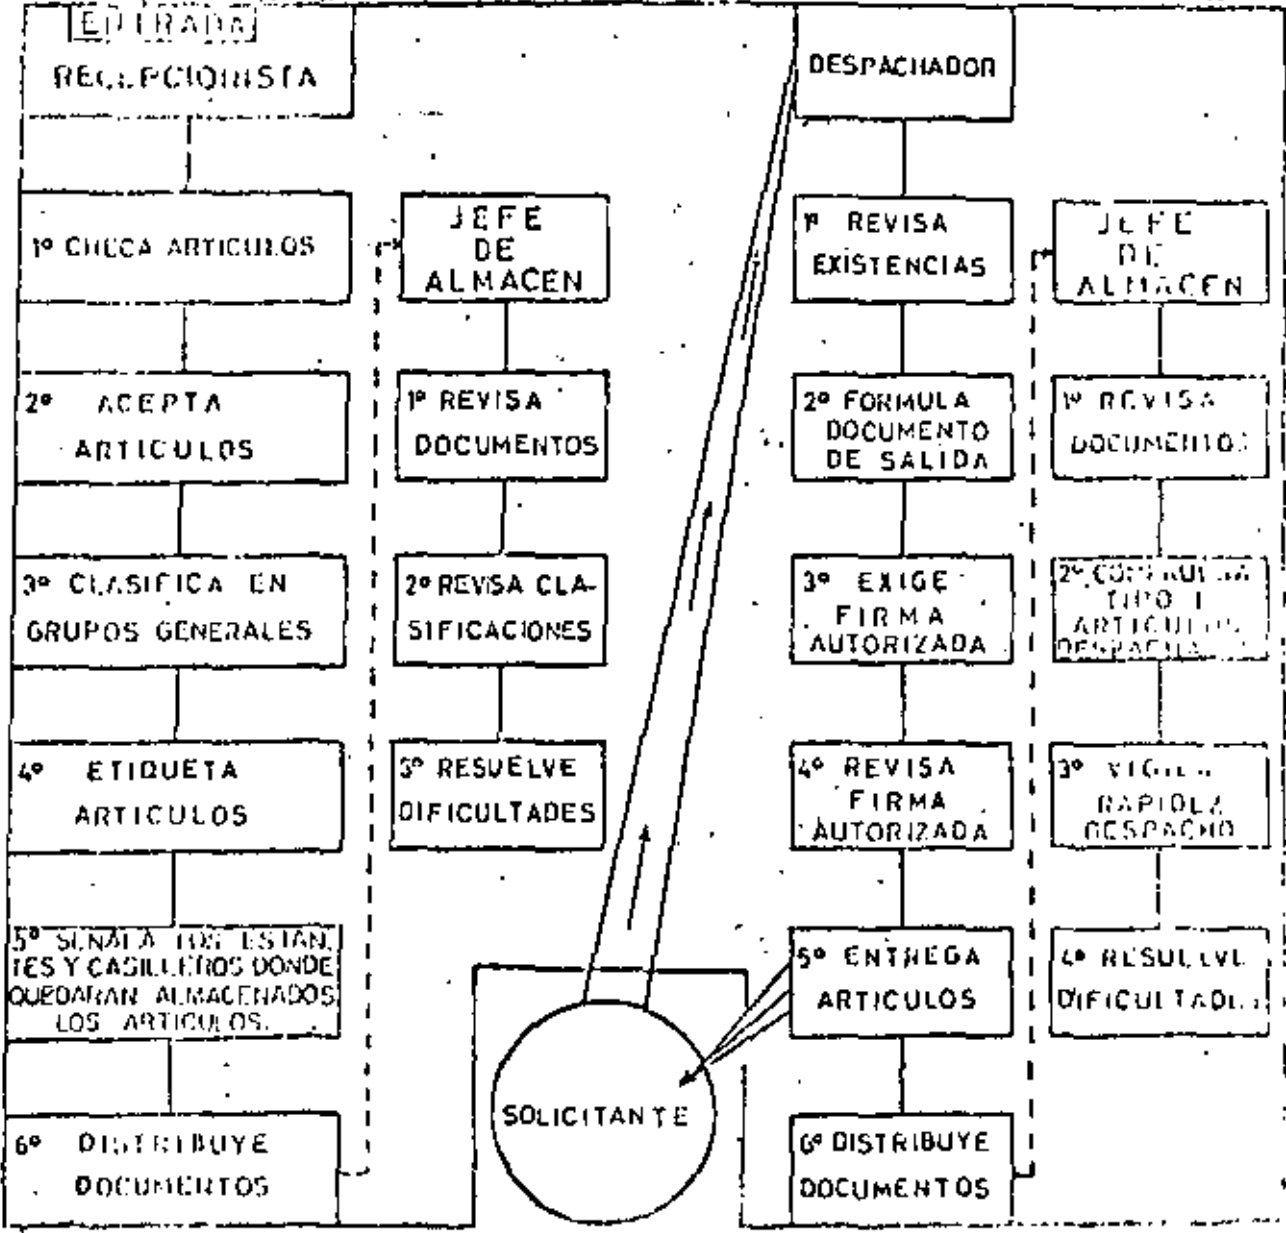 ENTRADA
RECEPCIONISTA
1º CHECA ARTICULOS
2º ACEPTA
ARTICULOS
3º CLASIFICA EN
GRUPOS GENERALES
4º ETIQUETA
ARTICULOS
5º SEÑALA LOS ESTAN-
TES Y CASILLEROS DONDE
QUEDARAN ALMACENADOS
LOS ARTICULOS.
6º DISTRIBUYE
DOCUMENTOS
JEFE
DE
ALMACEN
1º REVISA
DOCUMENTOS
2º REVISA CLA-
SIFICACIONES
3º RESUELVE
DIFICULTADES
SOLICITANTE
DESPACHADOR
1º REVISA
EXISTENCIAS
2º FORMULA
DOCUMENTO
DE SALIDA
3º EXIGE
FIRMA
AUTORIZADA
4º REVISA
FIRMA
AUTORIZADA
5º ENTREGA
ARTICULOS
6º DISTRIBUYE
DOCUMENTOS
JEFE
DE
ALMACEN
1º REVISA
DOCUMENTOS
2º
TIPO
ARTICULOS
3º VIGILA
RAPIDEZ
DESPACHO
4º RESUELVE
DIFICULTADES